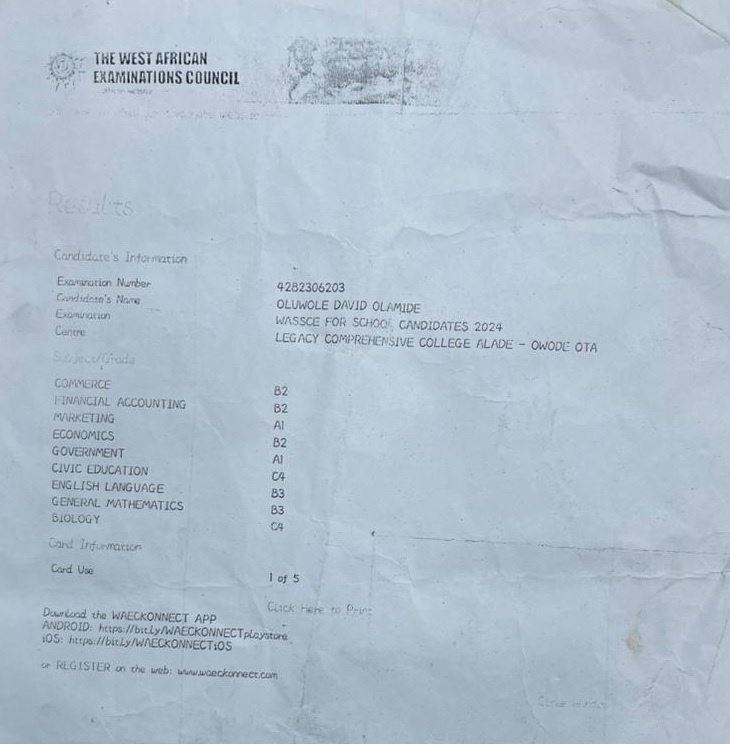 THE WEST AFRICAN
EXAMINATIONS COUNCIL
Results
Candidate's Information
Examination Number 4282306203
Candidate's Name OLUWOLE DAVID OLAMIDE
Examination WASSCE FOR SCHOOL CANDIDATES 2024
Centre LEGACY COMPREHENSIVE COLLEGE ALADE - OWODE OTA
Subject/Grade
COMMERCE B2
FINANCIAL ACCOUNTING B2
MARKETING A1
ECONOMICS B2
GOVERNMENT A1
CIVIC EDUCATION C4
ENGLISH LANGUAGE B3
GENERAL MATHEMATICS B3
BIOLOGY C4
Card Information
Card Use 1 of 5
Click Here to Print
Download the WAECKONNECT APP
ANDROID: https://bit.ly/WAECKONNECTplaystore
iOS: https://bit.ly/WAECKONNECTiOS
or REGISTER on the web: www.waeckonnect.com